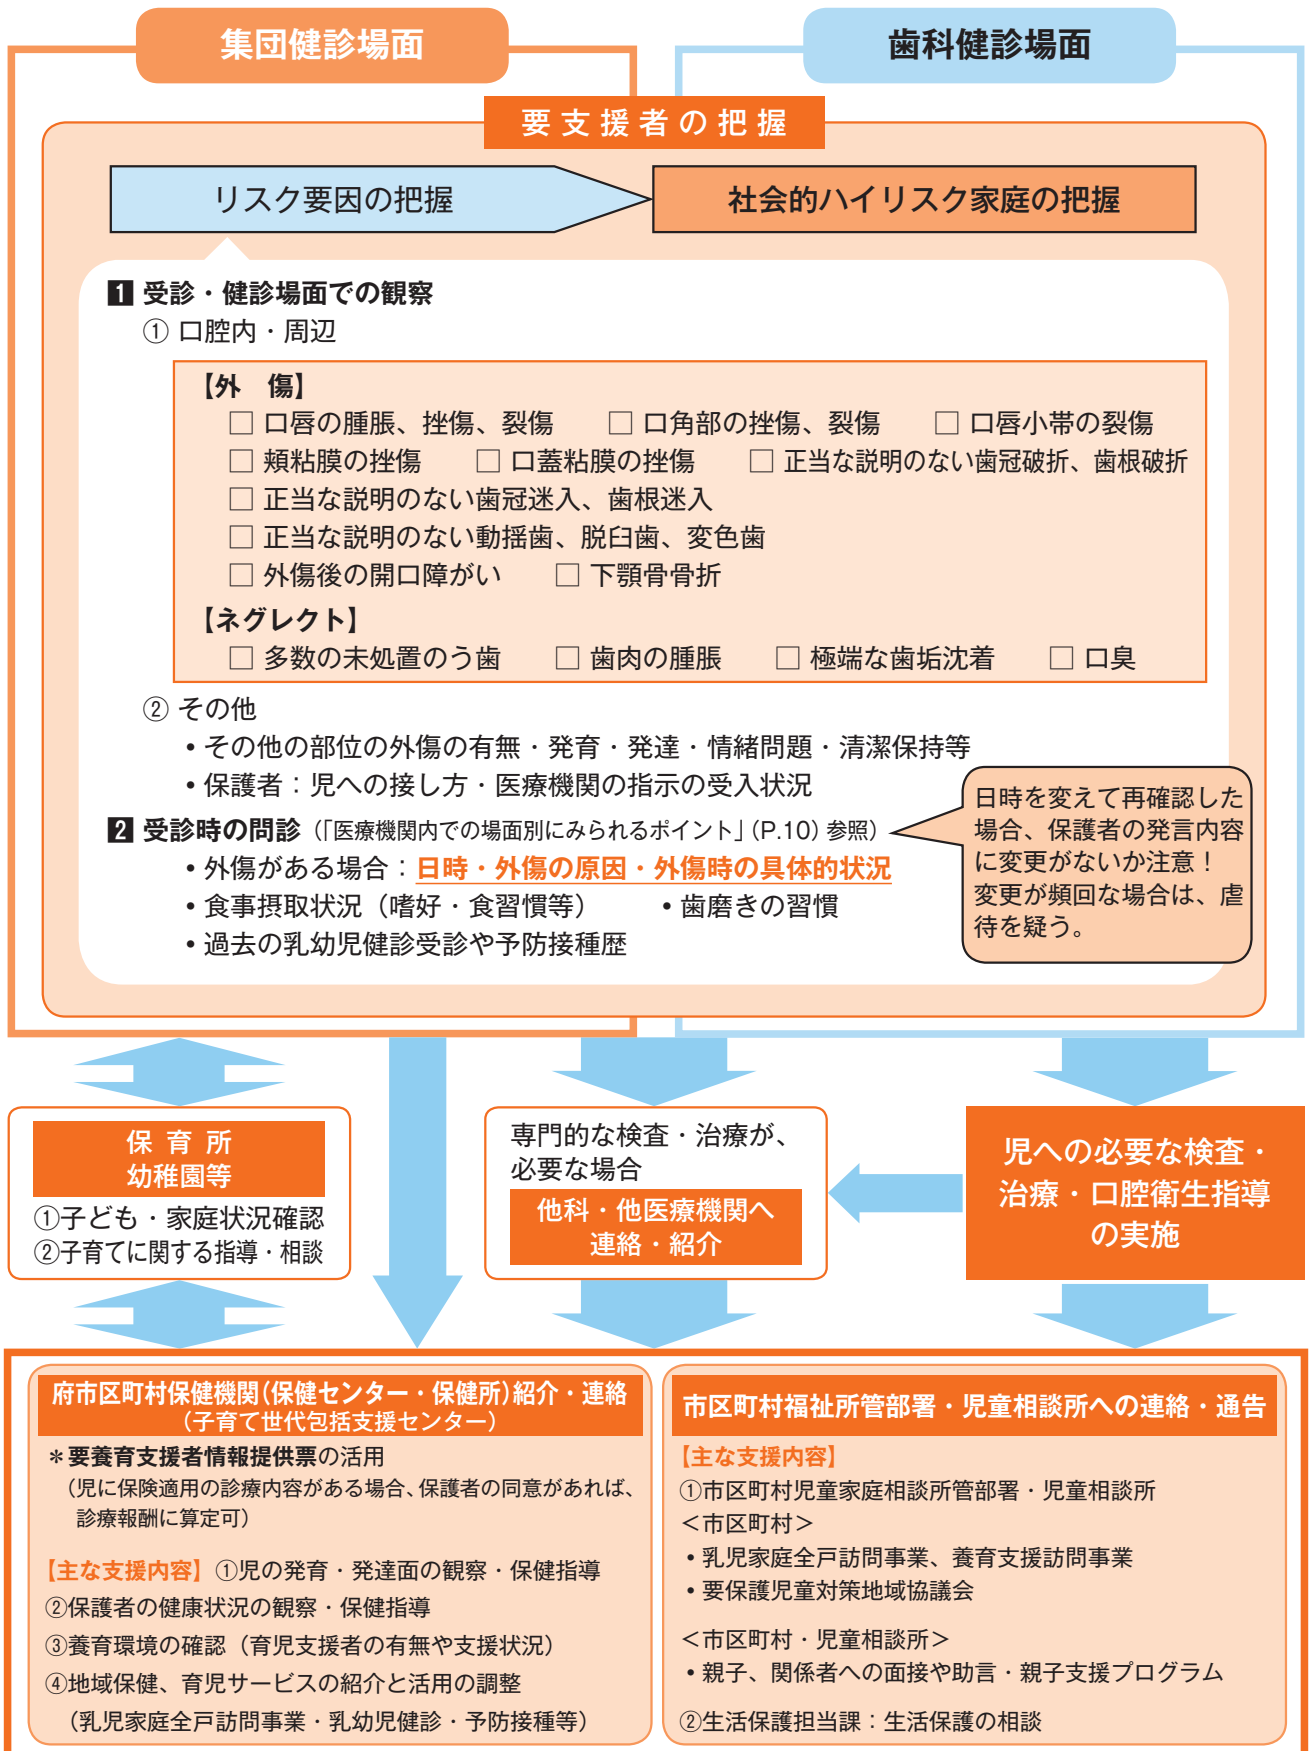 集団健診場面
歯科健診場面
要支援者の把握
リスク要因の把握
社会的ハイリスク家庭の把握
1 受診・健診場面での観察
① 口腔内・周辺
【外　傷】
□ 口唇の腫脹、挫傷、裂傷　□ 口角部の挫傷、裂傷　□ 口唇小帯の裂傷
□ 頰粘膜の挫傷　□ 口蓋粘膜の挫傷　□ 正当な説明のない歯冠破折、歯根破折
□ 正当な説明のない歯冠迷入、歯根迷入
□ 正当な説明のない動揺歯、脱臼歯、変色歯
□ 外傷後の開口障がい　□ 下顎骨骨折
【ネグレクト】
□ 多数の未処置のう歯　□ 歯肉の腫脹　□ 極端な歯垢沈着　□ 口臭
② その他
・その他の部位の外傷の有無・発育・発達・情緒問題・清潔保持等
・保護者：児への接し方・医療機関の指示の受入状況
2 受診時の問診（「医療機関内での場面別にみられるポイント」（P.10）参照）
・外傷がある場合：日時・外傷の原因・外傷時の具体的状況
・食事摂取状況（嗜好・食習慣等）　・歯磨きの習慣
・過去の乳幼児健診受診や予防接種歴
日時を変えて再確認した
場合、保護者の発言内容
に変更がないか注意！
変更が頻回な場合は、虐
待を疑う。
保育所
幼稚園等
①子ども・家庭状況確認
②子育てに関する指導・相談
専門的な検査・治療が、
必要な場合
他科・他医療機関へ
連絡・紹介
児への必要な検査・
治療・口腔衛生指導
の実施
府市区町村保健機関（保健センター・保健所）紹介・連絡
（子育て世代包括支援センター）
＊要養育支援者情報提供票の活用
（児に保険適用の診療内容がある場合、保護者の同意があれば、
診療報酬に算定可）
【主な支援内容】①児の発育・発達面の観察・保健指導
②保護者の健康状況の観察・保健指導
③養育環境の確認（育児支援者の有無や支援状況）
④地域保健、育児サービスの紹介と活用の調整
（乳児家庭全戸訪問事業・乳幼児健診・予防接種等）
市区町村福祉所管部署・児童相談所への連絡・通告
【主な支援内容】
①市区町村児童家庭相談所管部署・児童相談所
＜市区町村＞
・乳児家庭全戸訪問事業、養育支援訪問事業
・要保護児童対策地域協議会
＜市区町村・児童相談所＞
・親子、関係者への面接や助言・親子支援プログラム
②生活保護担当課：生活保護の相談